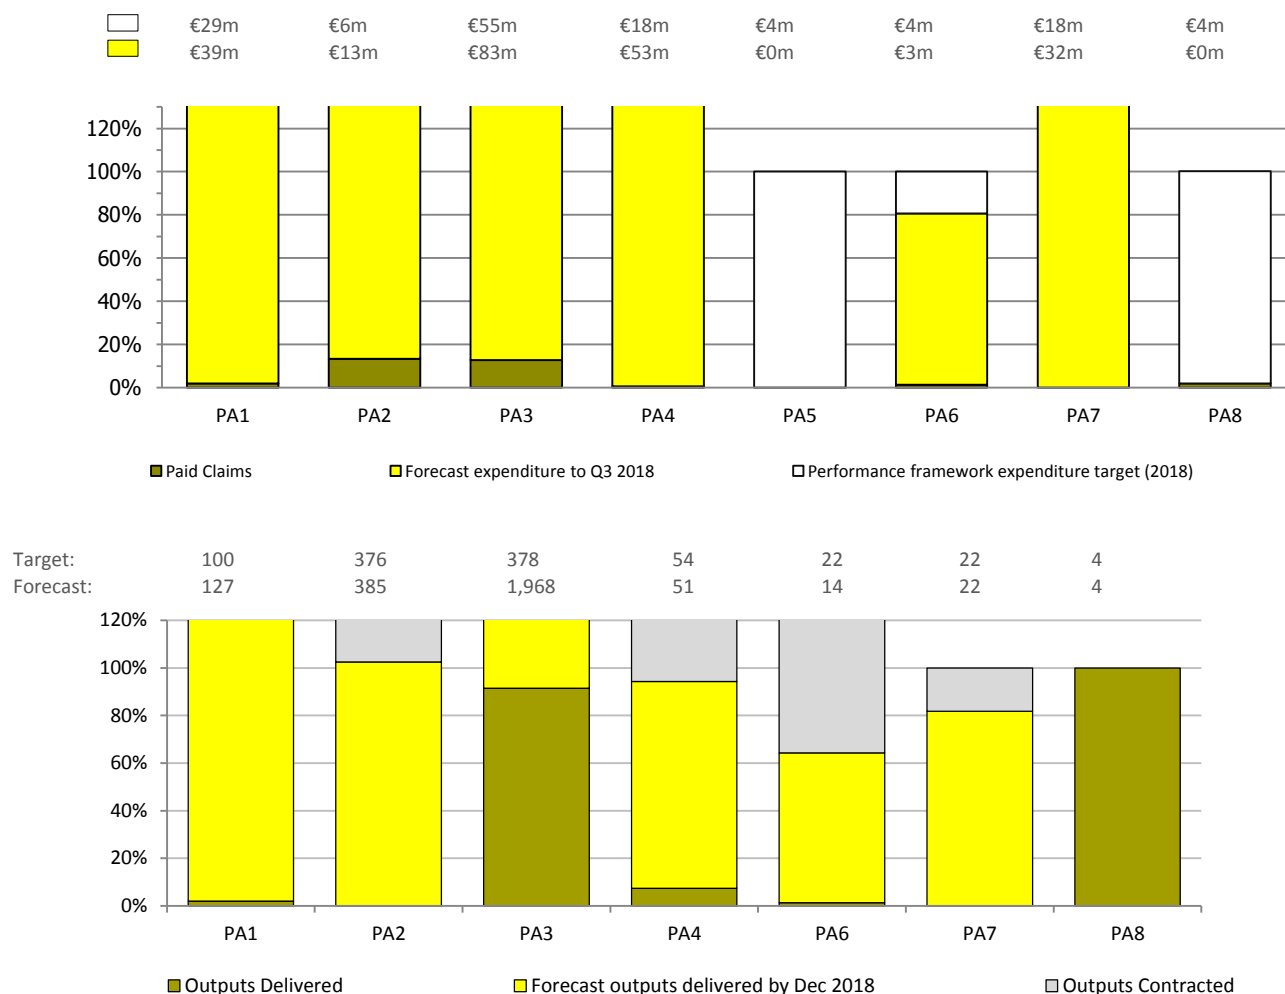 €29m €6m €55m €18m €4m €4m €18m €4m
€39m €13m €83m €53m €0m €3m €32m €0m
120%
100%
80%
60%
40%
20%
0%
PA1 PA2 PA3 PA4 PA5 PA6 PA7 PA8
Paid Claims Forecast expenditure to Q3 2018 Performance framework expenditure target (2018)
Target: 100 376 378 54 22 22 4
Forecast: 127 385 1,968 51 14 22 4
120%
100%
80%
60%
40%
20%
0%
PA1 PA2 PA3 PA4 PA6 PA7 PA8
Outputs Delivered Forecast outputs delivered by Dec 2018 Outputs Contracted